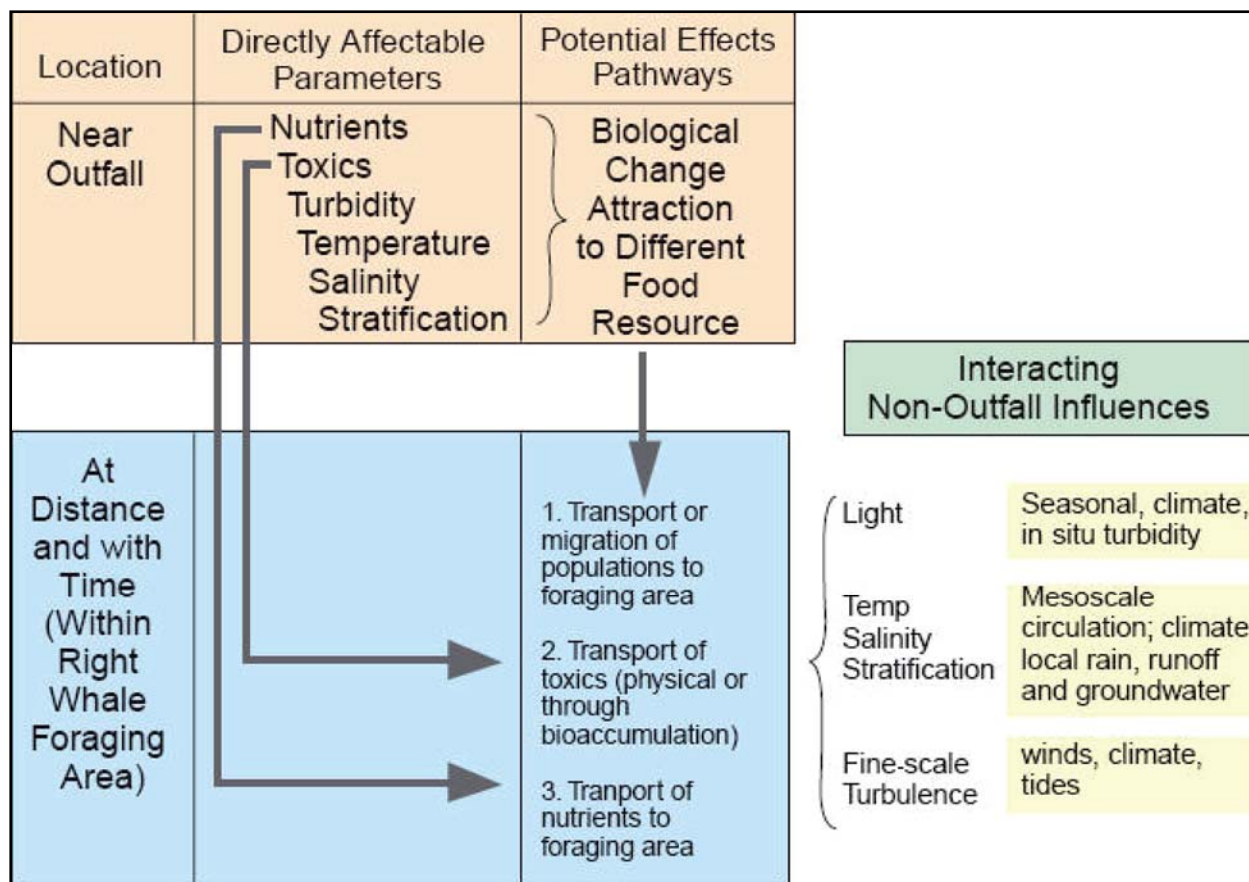 Location
Directly Affectable
Parameters
Potential Effects
Pathways
Near
Outfall
Nutrients
Toxics
Turbidity
Temperature
Salinity
Stratification
Biological
Change
Attraction
to Different
Food
Resource
At
Distance
and with
Time
(Within
Right
Whale
Foraging
Area)
1. Transport or
migration of
populations to
foraging area
2. Transport of
toxics (physical or
through
bioaccumulation)
3. Tranport of
nutrients to
foraging area
Interacting
Non-Outfall Influences
Light
Seasonal, climate,
in situ turbidity
Temp
Salinity
Stratification
Mesoscale
circulation; climate
local rain, runoff
and groundwater
Fine-scale
Turbulence
winds, climate,
tides